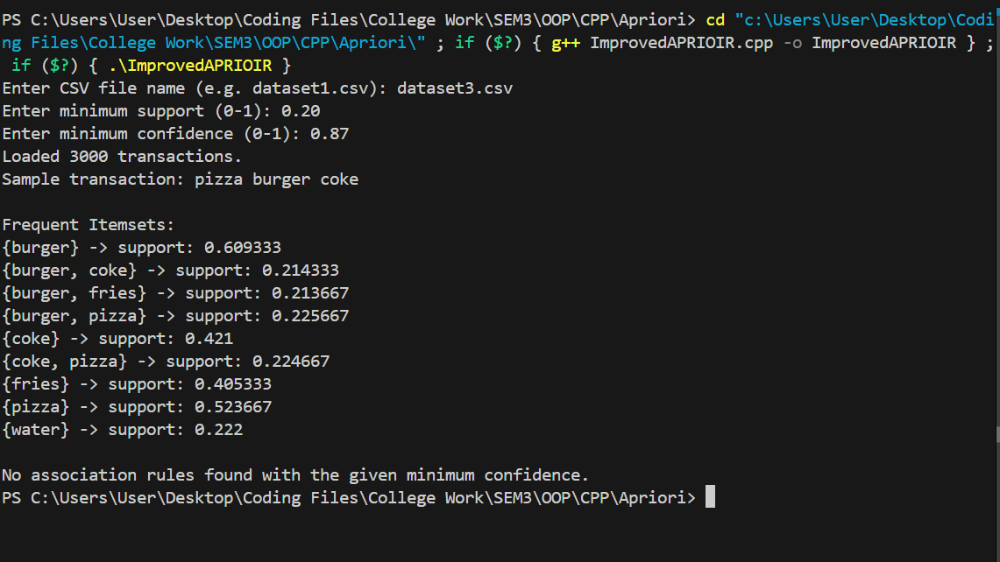 PS C:\Users\User\Desktop\Coding Files\College Work\SEM3\OOP\CPP\Apriori> cd "c:\Users\User\Desktop\Codi
ng Files\College Work\SEM3\OOP\CPP\Apriori\" ; if ($?) { g++ ImprovedAPRIOIR.cpp -o ImprovedAPRIOIR } ;
 if ($?) { .\ImprovedAPRIOIR }
Enter CSV file name (e.g. dataset1.csv): dataset3.csv
Enter minimum support (0-1): 0.20
Enter minimum confidence (0-1): 0.87
Loaded 3000 transactions.
Sample transaction: pizza burger coke
Frequent Itemsets:
{burger} -> support: 0.609333
{burger, coke} -> support: 0.214333
{burger, fries} -> support: 0.213667
{burger, pizza} -> support: 0.225667
{coke} -> support: 0.421
{coke, pizza} -> support: 0.224667
{fries} -> support: 0.405333
{pizza} -> support: 0.523667
{water} -> support: 0.222
No association rules found with the given minimum confidence.
PS C:\Users\User\Desktop\Coding Files\College Work\SEM3\OOP\CPP\Apriori>